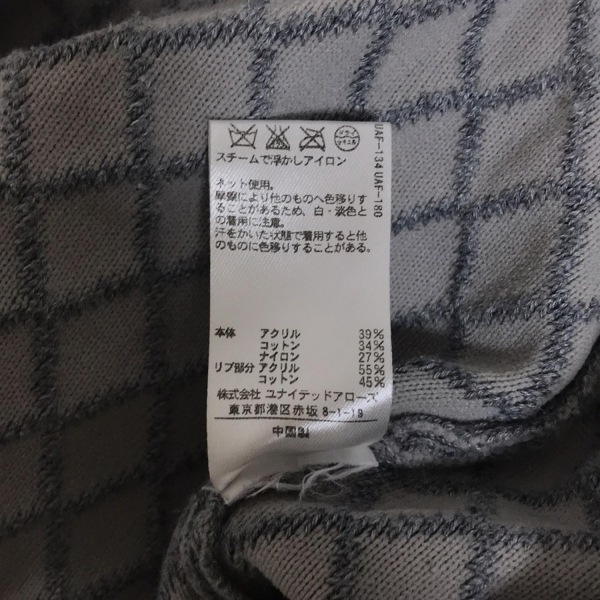 ドライ
セキユ系
スチームで浮かしアイロン
ネット使用。
摩擦により他のものへ色移りす
ることがあるため、白・淡色と
の着用に注意。
汗をかいた状態で着用すると他
のものに色移りすることがある。
本体 アクリル 39%
コットン 34%
ナイロン 27%
リブ部分 アクリル 55%
コットン 45%
株式会社 ユナイテッドアローズ
東京都港区赤坂 8-1-19
中国製
UAF-134 UAF-180